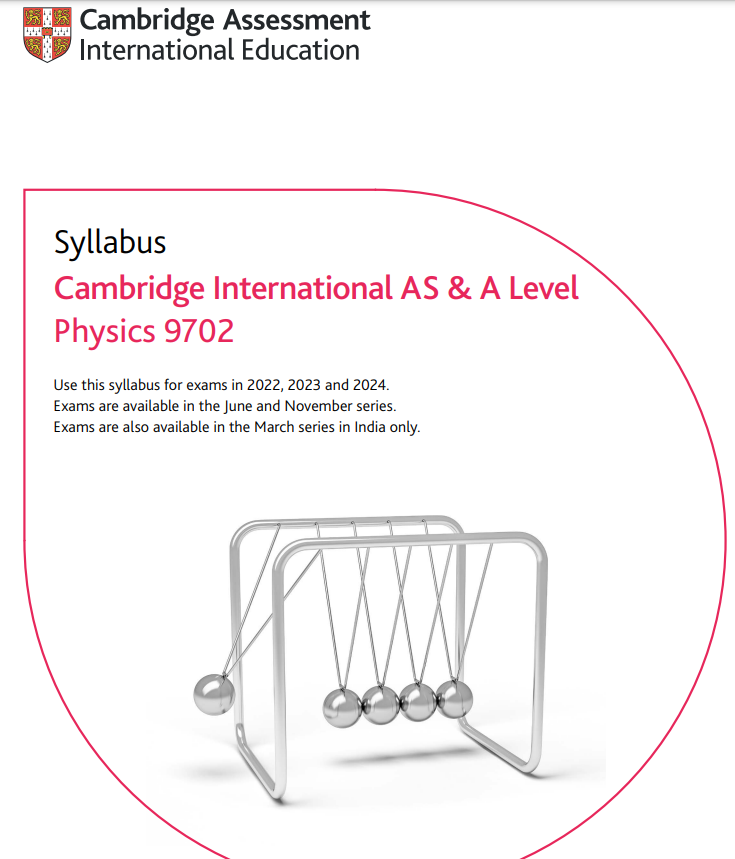 Cambridge Assessment
International Education
Syllabus
Cambridge International AS & A Level
Physics 9702
Use this syllabus for exams in 2022, 2023 and 2024.
Exams are available in the June and November series.
Exams are also available in the March series in India only.